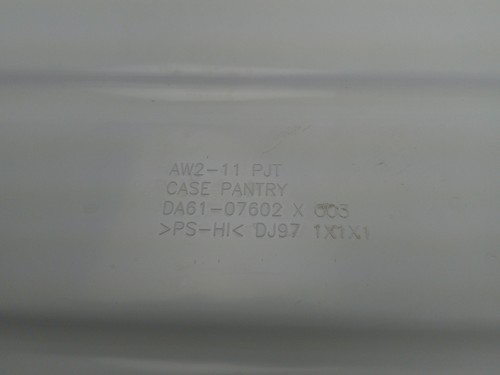 AW2-11 PJT
CASE PANTRY
DA61-07602 X 003
>PS-HI< DJ97 1X1X1